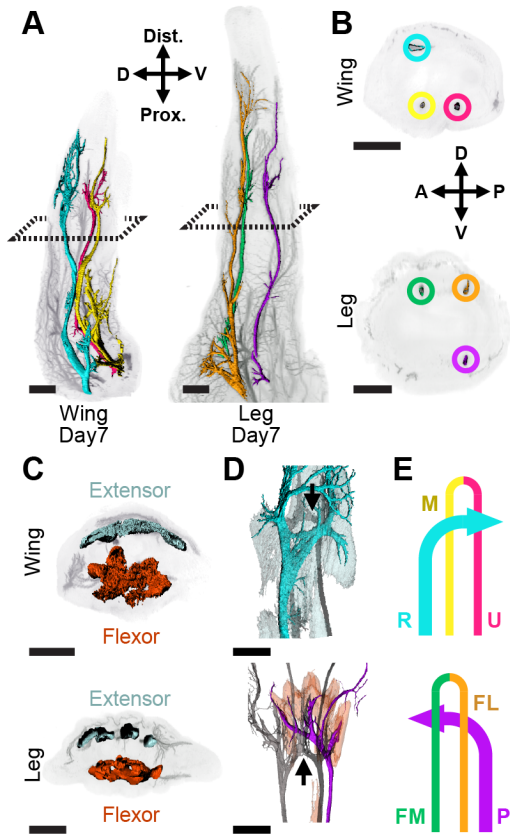 A
Dist.
D V
Prox.
Wing
Day7
Leg
Day7
B
Wing
D
A P
V
Leg
C
Extensor
Wing
Flexor
Extensor
Leg
Flexor
D
E
M
R U
FL
FM P